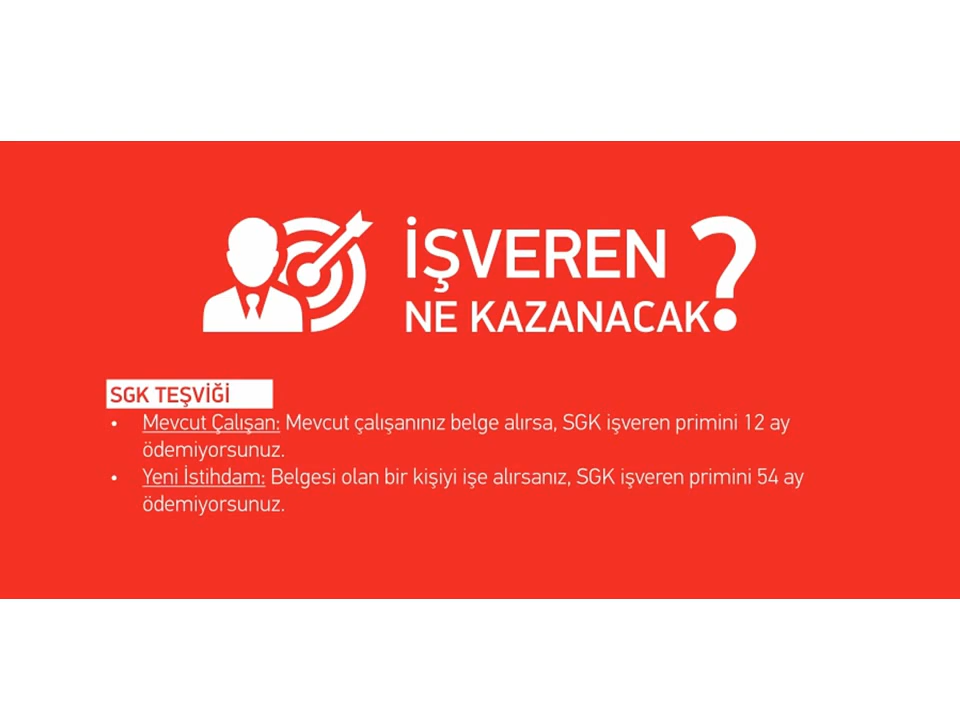 İŞVEREN
NE KAZANACAK?
SGK TEŞVİĞİ
• Mevcut Çalışan: Mevcut çalışanınız belge alırsa, SGK işveren primini 12 ay
ödemiyorsunuz.
• Yeni İstihdam: Belgesi olan bir kişiyi işe alırsanız, SGK işveren primini 54 ay
ödemiyorsunuz.